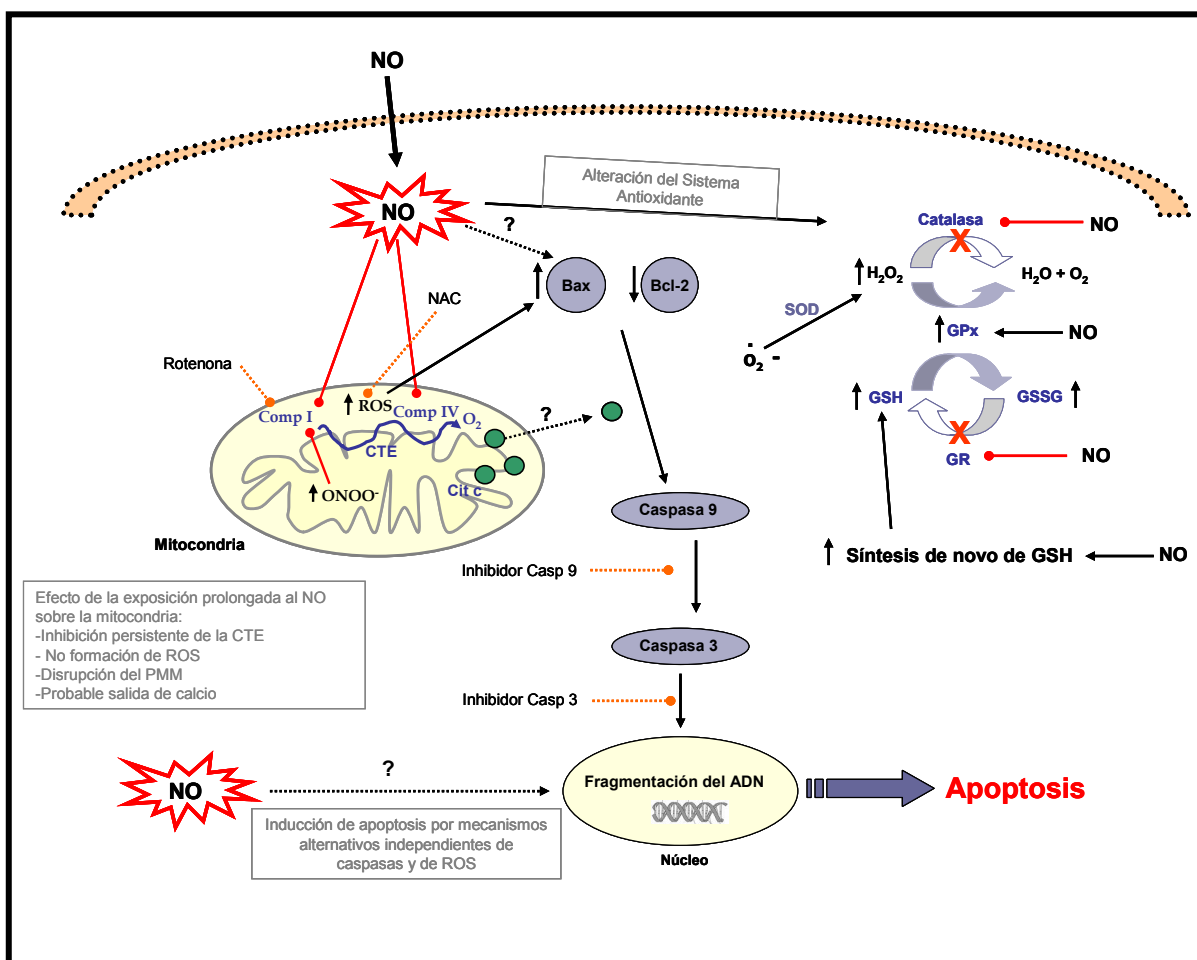 NO
Alteración del Sistema
Antioxidante
NO
?
Catalasa
NO
H2O2
H2O + O2
Bax
Bcl-2
NAC
SOD
GPx
NO
O2 -
Rotenona
ROS
Comp I
Comp IV
O2
CTE
?
GSH
GSSG
GR
NO
Cit c
ONOO-
Caspasa 9
Mitocondria
Síntesis de novo de GSH
NO
Inhibidor Casp 9
Efecto de la exposición prolongada al NO
sobre la mitocondria:
-Inhibición persistente de la CTE
- No formación de ROS
-Disrupción del PMM
-Probable salida de calcio
Caspasa 3
Inhibidor Casp 3
NO
?
Fragmentación del ADN
Apoptosis
Inducción de apoptosis por mecanismos
alternativos independientes de
caspasas y de ROS
Núcleo